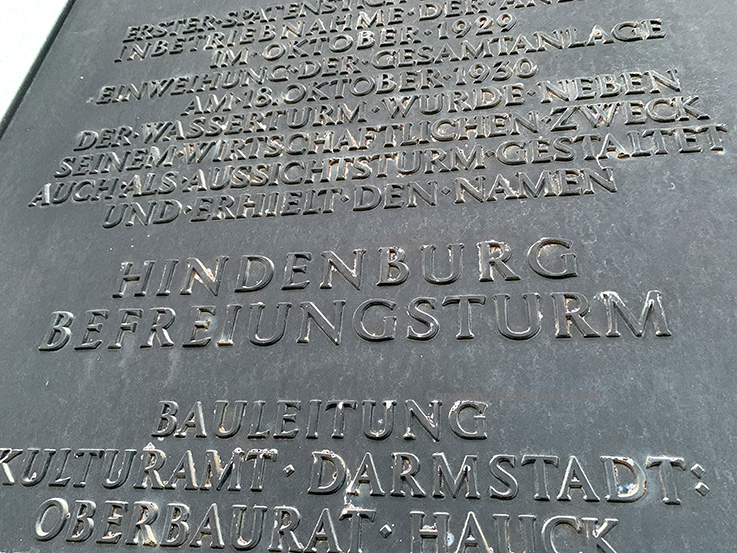 ERSTER·SPATENSTICH
INBETRIEBNAHME·DER·
IM·OKTOBER·1929
EINWEIHUNG·DER·GESAMTANLAGE
AM·18.OKTOBER·1930
DER·WASSERTURM·WURDE·NEBEN
SEINEM·WIRTSCHAFTLICHEN·ZWECK
AUCH·ALS·AUSSICHTSTURM·GESTALTET
UND·ERHIELT·DEN·NAMEN
HINDENBURG
BEFREIUNGSTURM
BAULEITUNG
KULTURAMT·DARMSTADT:
OBERBAURAT·HAUCK